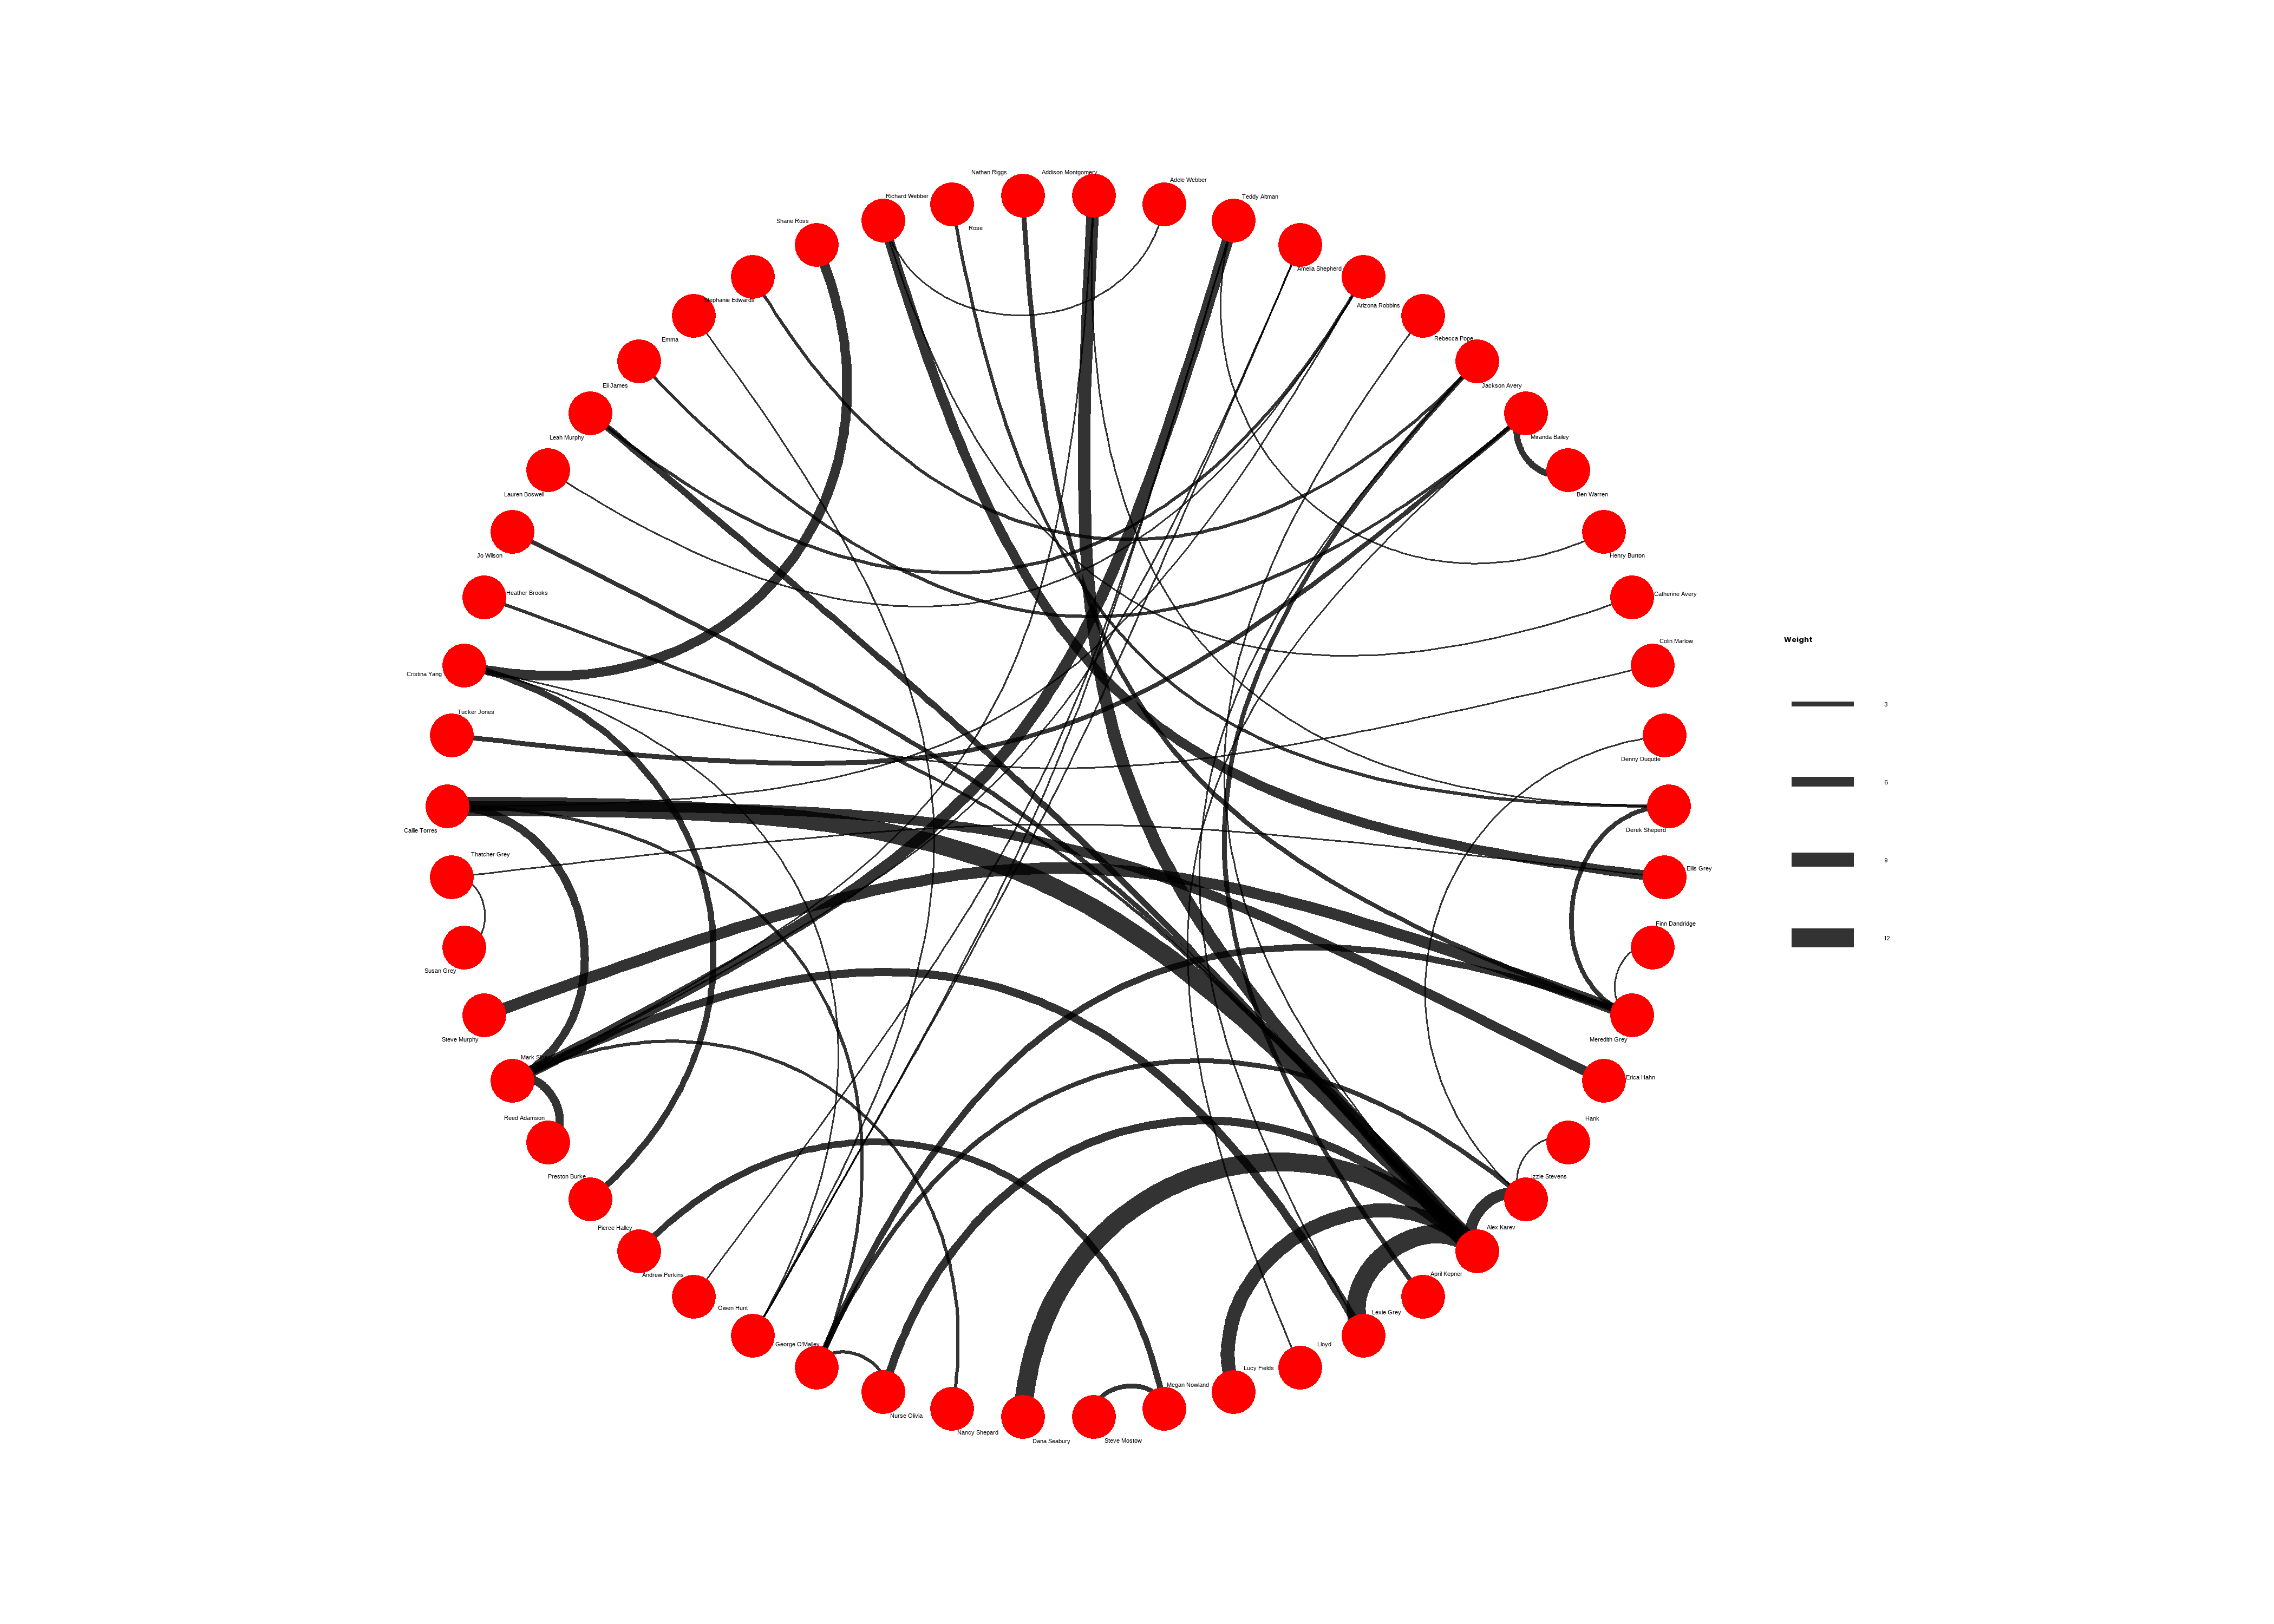 Nathan Riggs
Addison Montgomery
Adele Webber
Richard Webber
Teddy Altman
Shane Ross
Rose
Amelia Shepherd
Stephanie Edwards
Arizona Robbins
Emma
Rebecca Pope
Eli James
Jackson Avery
Leah Murphy
Miranda Bailey
Lauren Boswell
Ben Warren
Jo Wilson
Henry Burton
Heather Brooks
Catherine Avery
Weight
Colin Marlow
Cristina Yang
3
Tucker Jones
Denny Duqutte
6
Callie Torres
Derek Sheperd
Thatcher Grey
9
Ellis Grey
Finn Dandridge
12
Susan Grey
Steve Murphy
Meredith Grey
Mark
Erica Hahn
Reed Adamson
Hank
Preston Burke
Izzie Stevens
Pierce Halley
Alex Karev
Andrew Perkins
April Kepner
Owen Hunt
Lexie Grey
George O'Malley
Lloyd
Lucy Fields
Megan Nowland
Nurse Olivia
Nancy Shepard
Dana Seabury
Steve Mostow